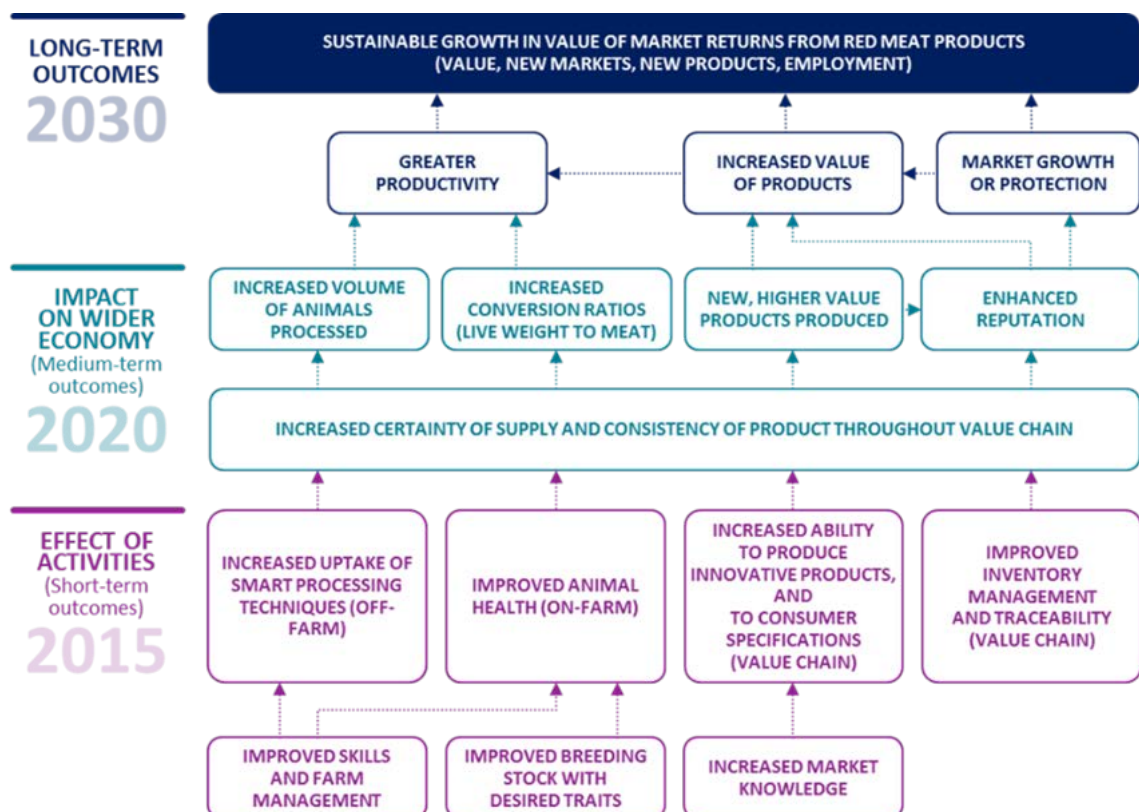 LONG-TERM
OUTCOMES
2030
SUSTAINABLE GROWTH IN VALUE OF MARKET RETURNS FROM RED MEAT PRODUCTS
(VALUE, NEW MARKETS, NEW PRODUCTS, EMPLOYMENT)
GREATER
PRODUCTIVITY
INCREASED VALUE
OF PRODUCTS
MARKET GROWTH
OR PROTECTION
IMPACT
ON WIDER
ECONOMY
(Medium-term
outcomes)
2020
INCREASED VOLUME
OF ANIMALS
PROCESSED
INCREASED
CONVERSION RATIOS
(LIVE WEIGHT TO MEAT)
NEW, HIGHER VALUE
PRODUCTS PRODUCED
ENHANCED
REPUTATION
INCREASED CERTAINTY OF SUPPLY AND CONSISTENCY OF PRODUCT THROUGHOUT VALUE CHAIN
EFFECT OF
ACTIVITIES
(Short-term
outcomes)
2015
INCREASED UPTAKE OF
SMART PROCESSING
TECHNIQUES (OFF-
FARM)
IMPROVED ANIMAL
HEALTH (ON-FARM)
INCREASED ABILITY
TO PRODUCE
INNOVATIVE PRODUCTS,
AND
TO CONSUMER
SPECIFICATIONS
(VALUE CHAIN)
IMPROVED
INVENTORY
MANAGEMENT
AND TRACEABILITY
(VALUE CHAIN)
IMPROVED SKILLS
AND FARM
MANAGEMENT
IMPROVED BREEDING
STOCK WITH
DESIRED TRAITS
INCREASED MARKET
KNOWLEDGE